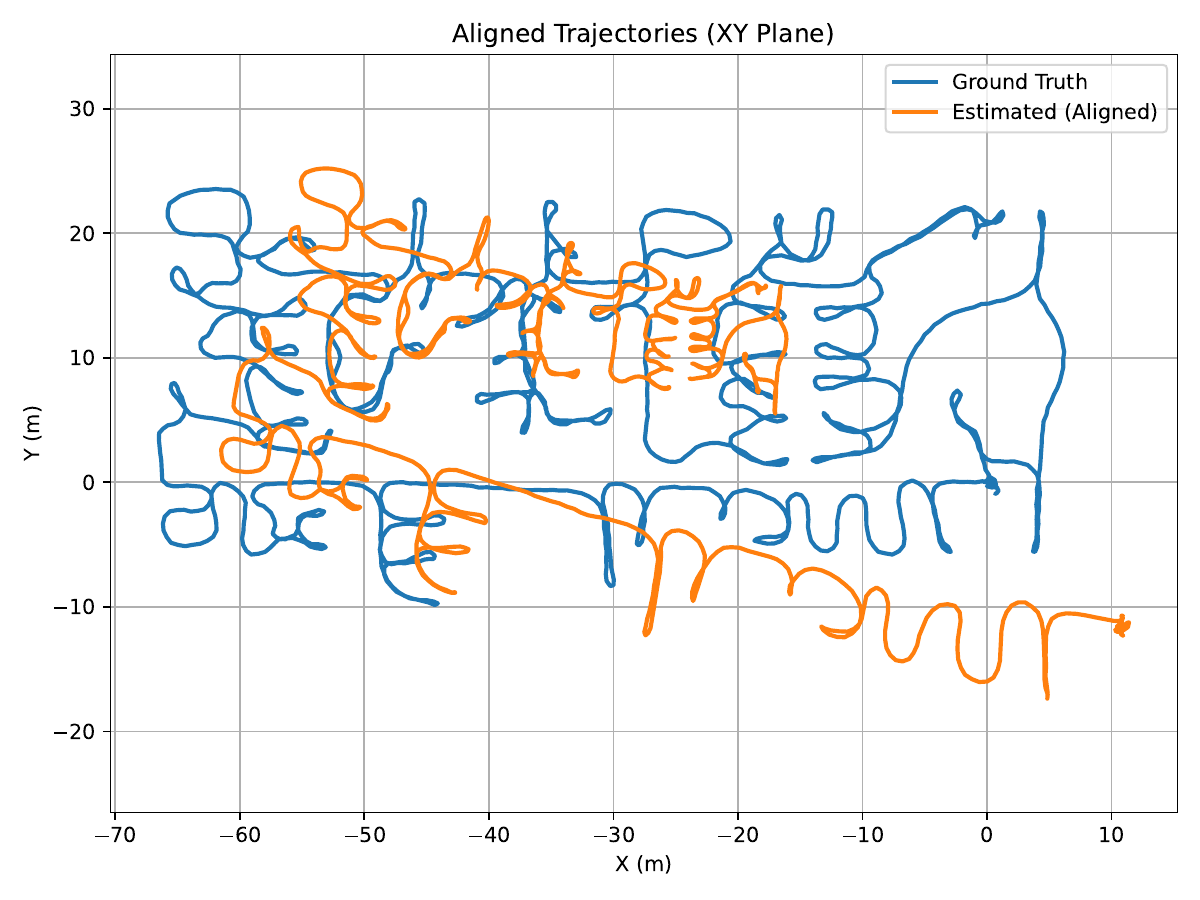 Aligned Trajectories (XY Plane)
Ground Truth
Estimated (Aligned)
Y (m)
30
20
10
0
−10
−20
−70 −60 −50 −40 −30 −20 −10 0 10
X (m)